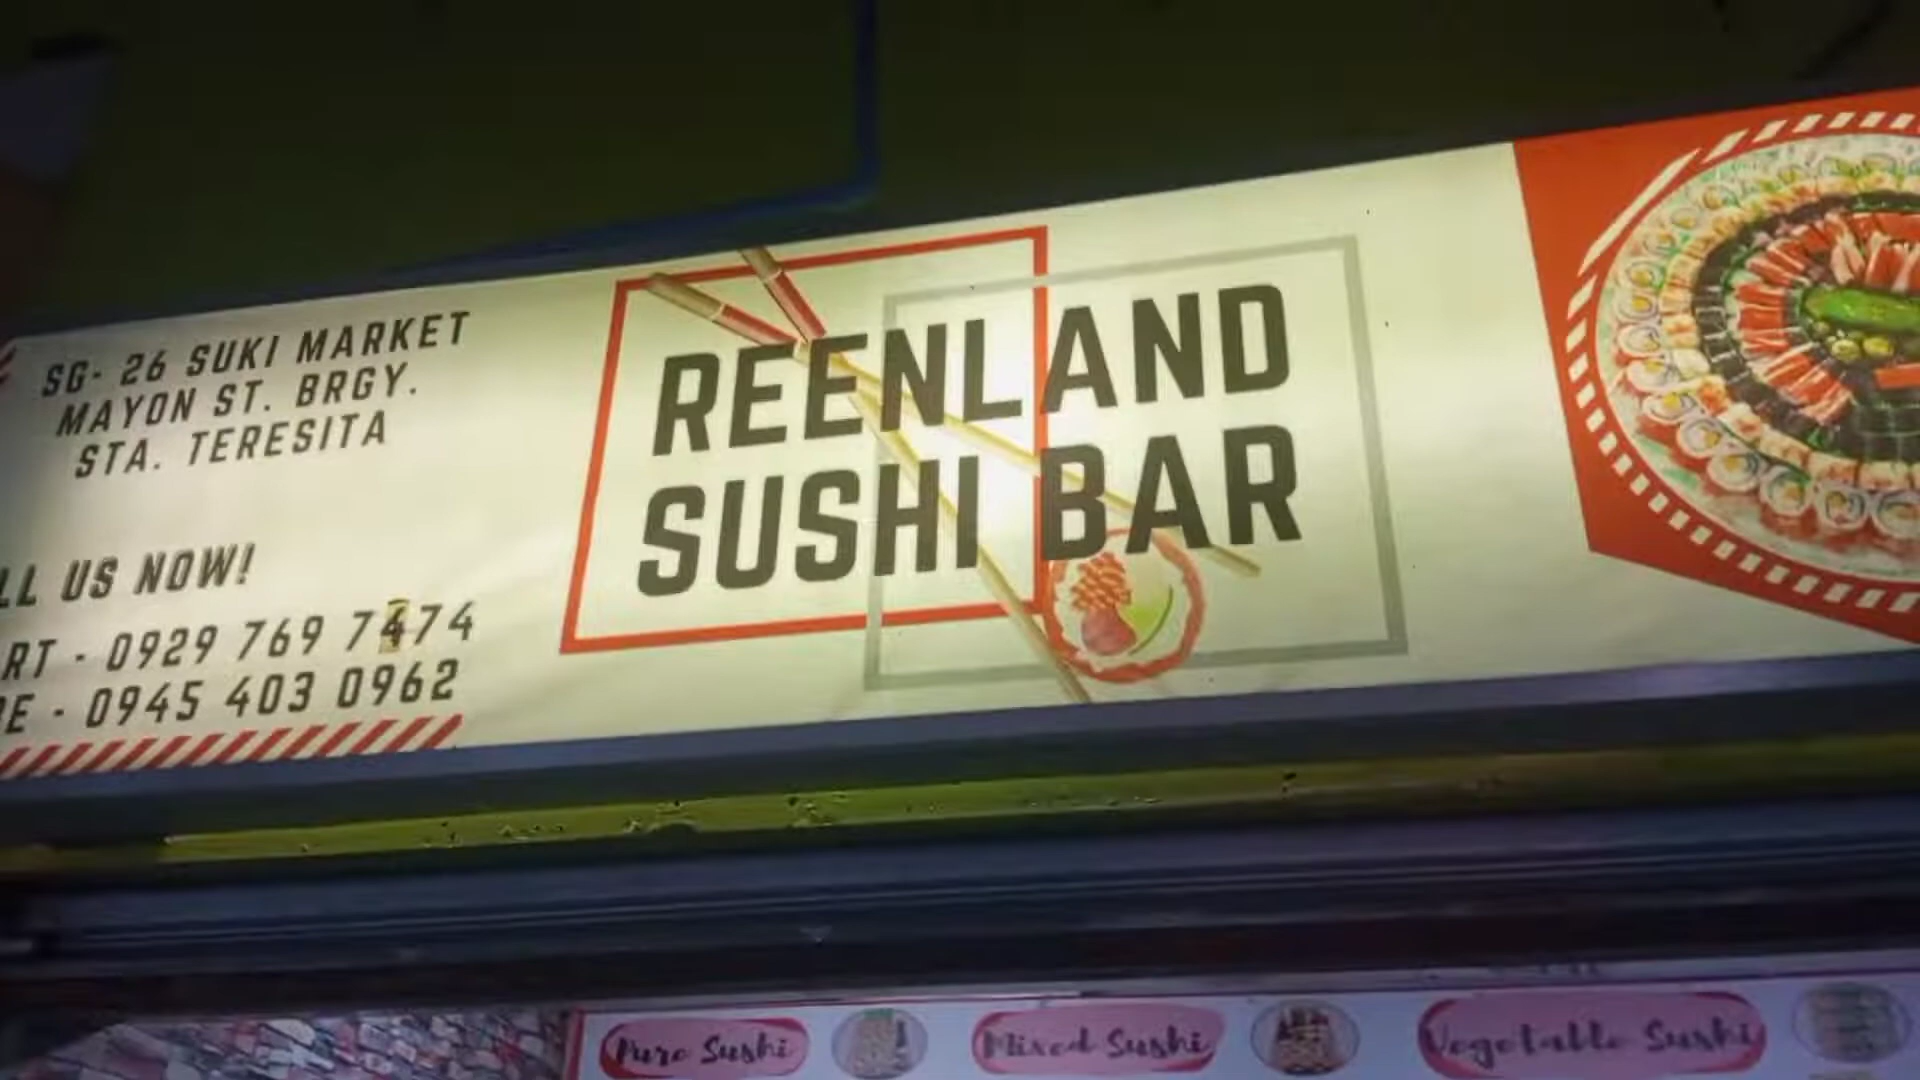 SG- 26 SUKI MARKET
MAYON ST. BRGY.
STA. TERESITA
LL US NOW!
RT - 0929 769 7474
E - 0945 403 0962
REENLAND
SUSHI BAR
Pure Sushi
Mixed Sushi
Vegetable Sushi